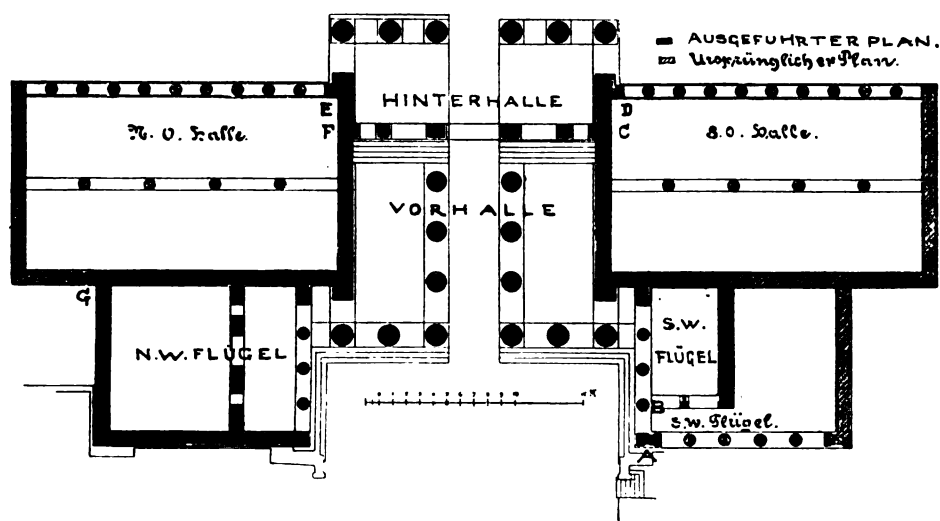 AUSGEFUHRTER PLAN.
Ursprünglicher Plan.
HINTERHALLE
E
D
F
C
N. O. Halle.
S.O. Halle.
VORHALLE
G
N.W. FLÜGEL
S.W.
FLÜGEL
B
S.W. Flügel.
A